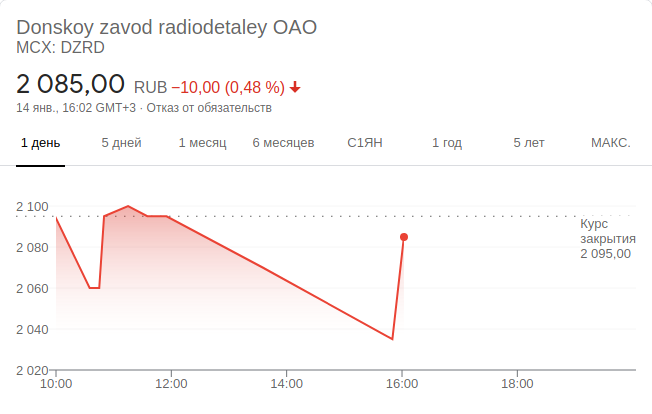 Donskoy zavod radiodetaley OAO
MCX: DZRD
2 085,00 RUB −10,00 (0,48 %)
14 янв., 16:02 GMT+3 · Отказ от обязательств
1 день 5 дней 1 месяц 6 месяцев С1ЯН 1 год 5 лет МАКС.
2 100
Курс
закрытия
2 095,00
2 080
2 060
2 040
2 020
10:00 12:00 14:00 16:00 18:00